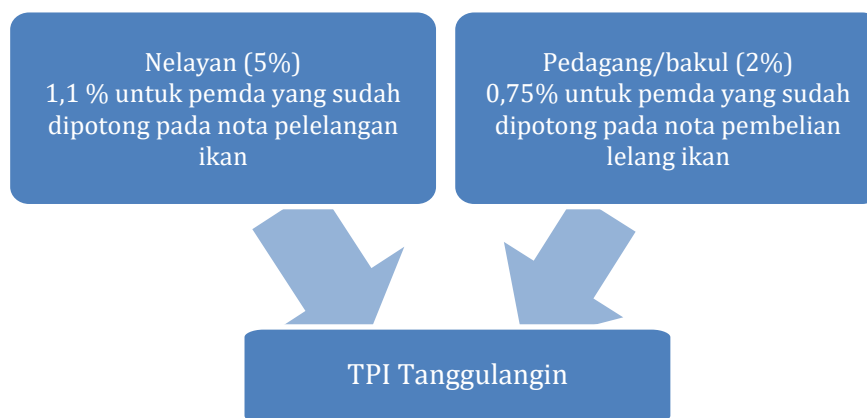 Nelayan (5%)
1,1 % untuk pemda yang sudah
dipotong pada nota pelelangan
ikan
Pedagang/bakul (2%)
0,75% untuk pemda yang sudah
dipotong pada nota pembelian
lelang ikan
TPI Tanggulangin